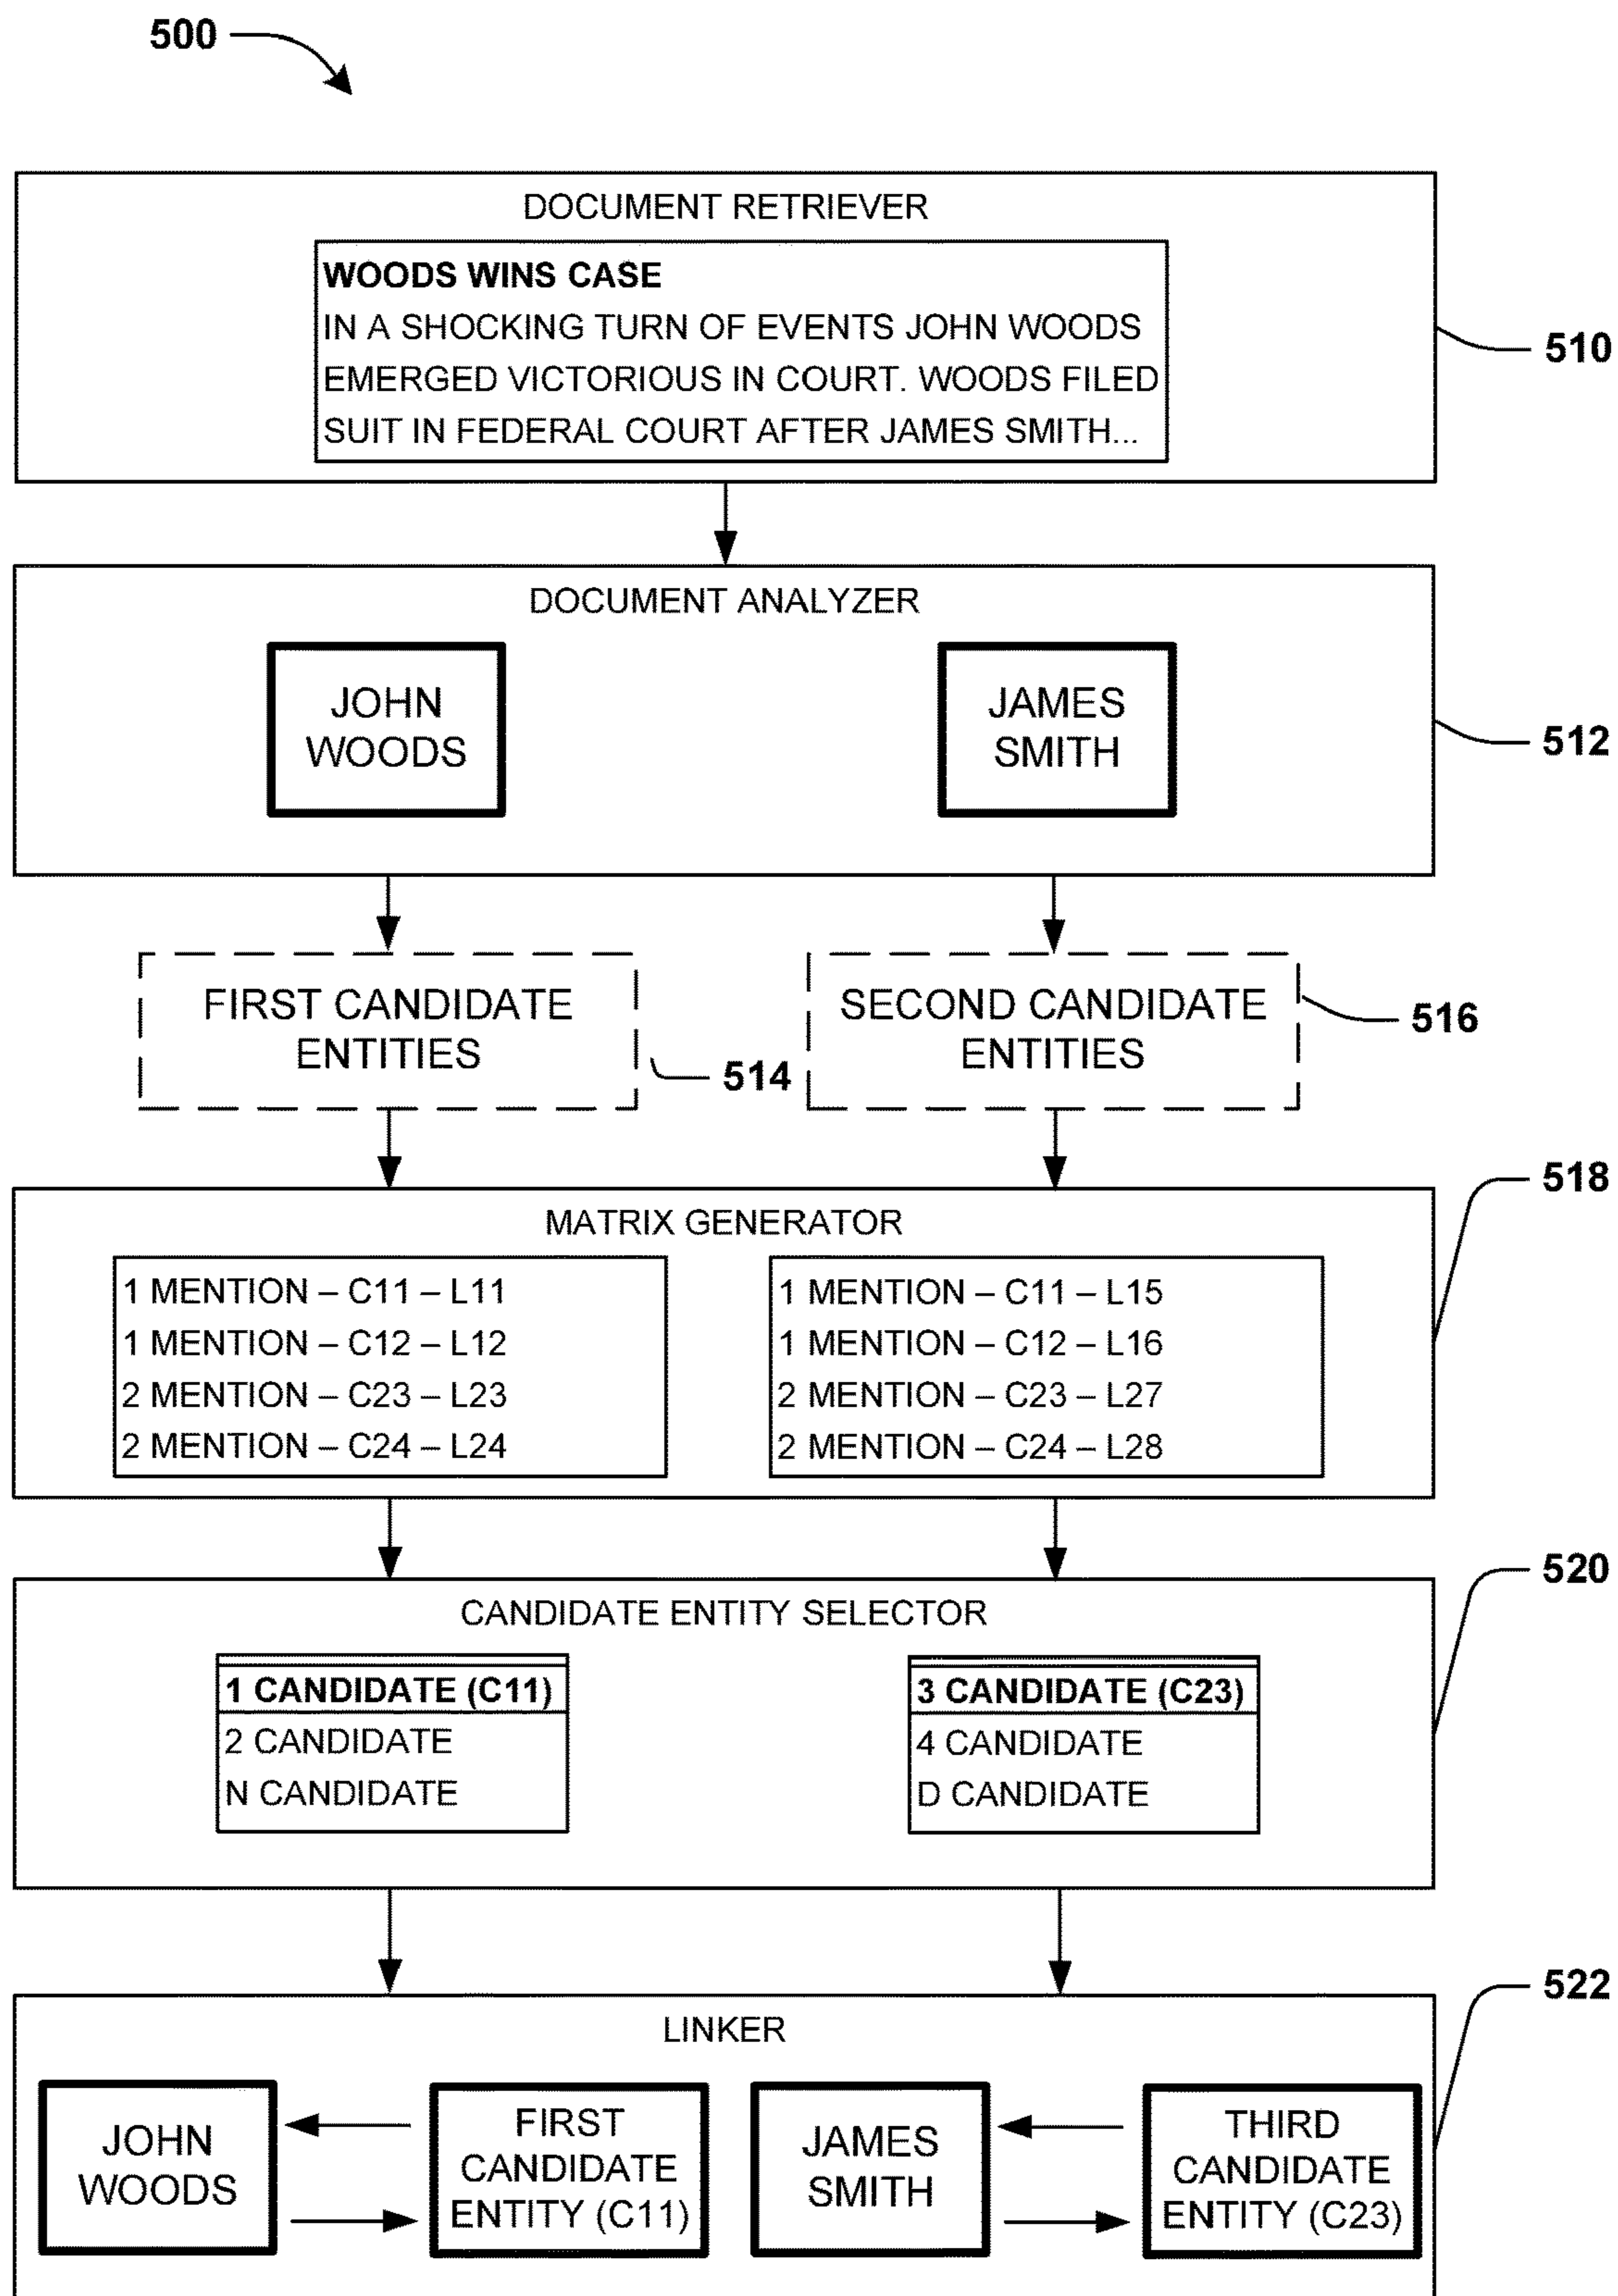 500
DOCUMENT RETRIEVER
WOODS WINS CASE
IN A SHOCKING TURN OF EVENTS JOHN WOODS
EMERGED VICTORIOUS IN COURT. WOODS FILED
SUIT IN FEDERAL COURT AFTER JAMES SMITH...
510
DOCUMENT ANALYZER
JOHN
WOODS
JAMES
SMITH
512
FIRST CANDIDATE
ENTITIES
514
SECOND CANDIDATE
ENTITIES
516
518
MATRIX GENERATOR
1 MENTION – C11 – L11
1 MENTION – C12 – L12
2 MENTION – C23 – L23
2 MENTION – C24 – L24
1 MENTION – C11 – L15
1 MENTION – C12 – L16
2 MENTION – C23 – L27
2 MENTION – C24 – L28
520
CANDIDATE ENTITY SELECTOR
1 CANDIDATE (C11)
2 CANDIDATE
N CANDIDATE
3 CANDIDATE (C23)
4 CANDIDATE
D CANDIDATE
522
LINKER
JOHN
WOODS
FIRST
CANDIDATE
ENTITY (C11)
JAMES
SMITH
THIRD
CANDIDATE
ENTITY (C23)